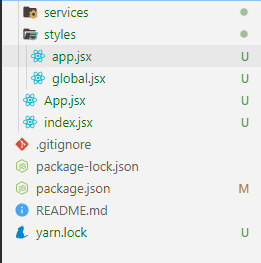 services
styles
app.jsx U
global.jsx U
App.jsx U
index.jsx U
.gitignore
package-lock.json
package.json M
README.md
yarn.lock U